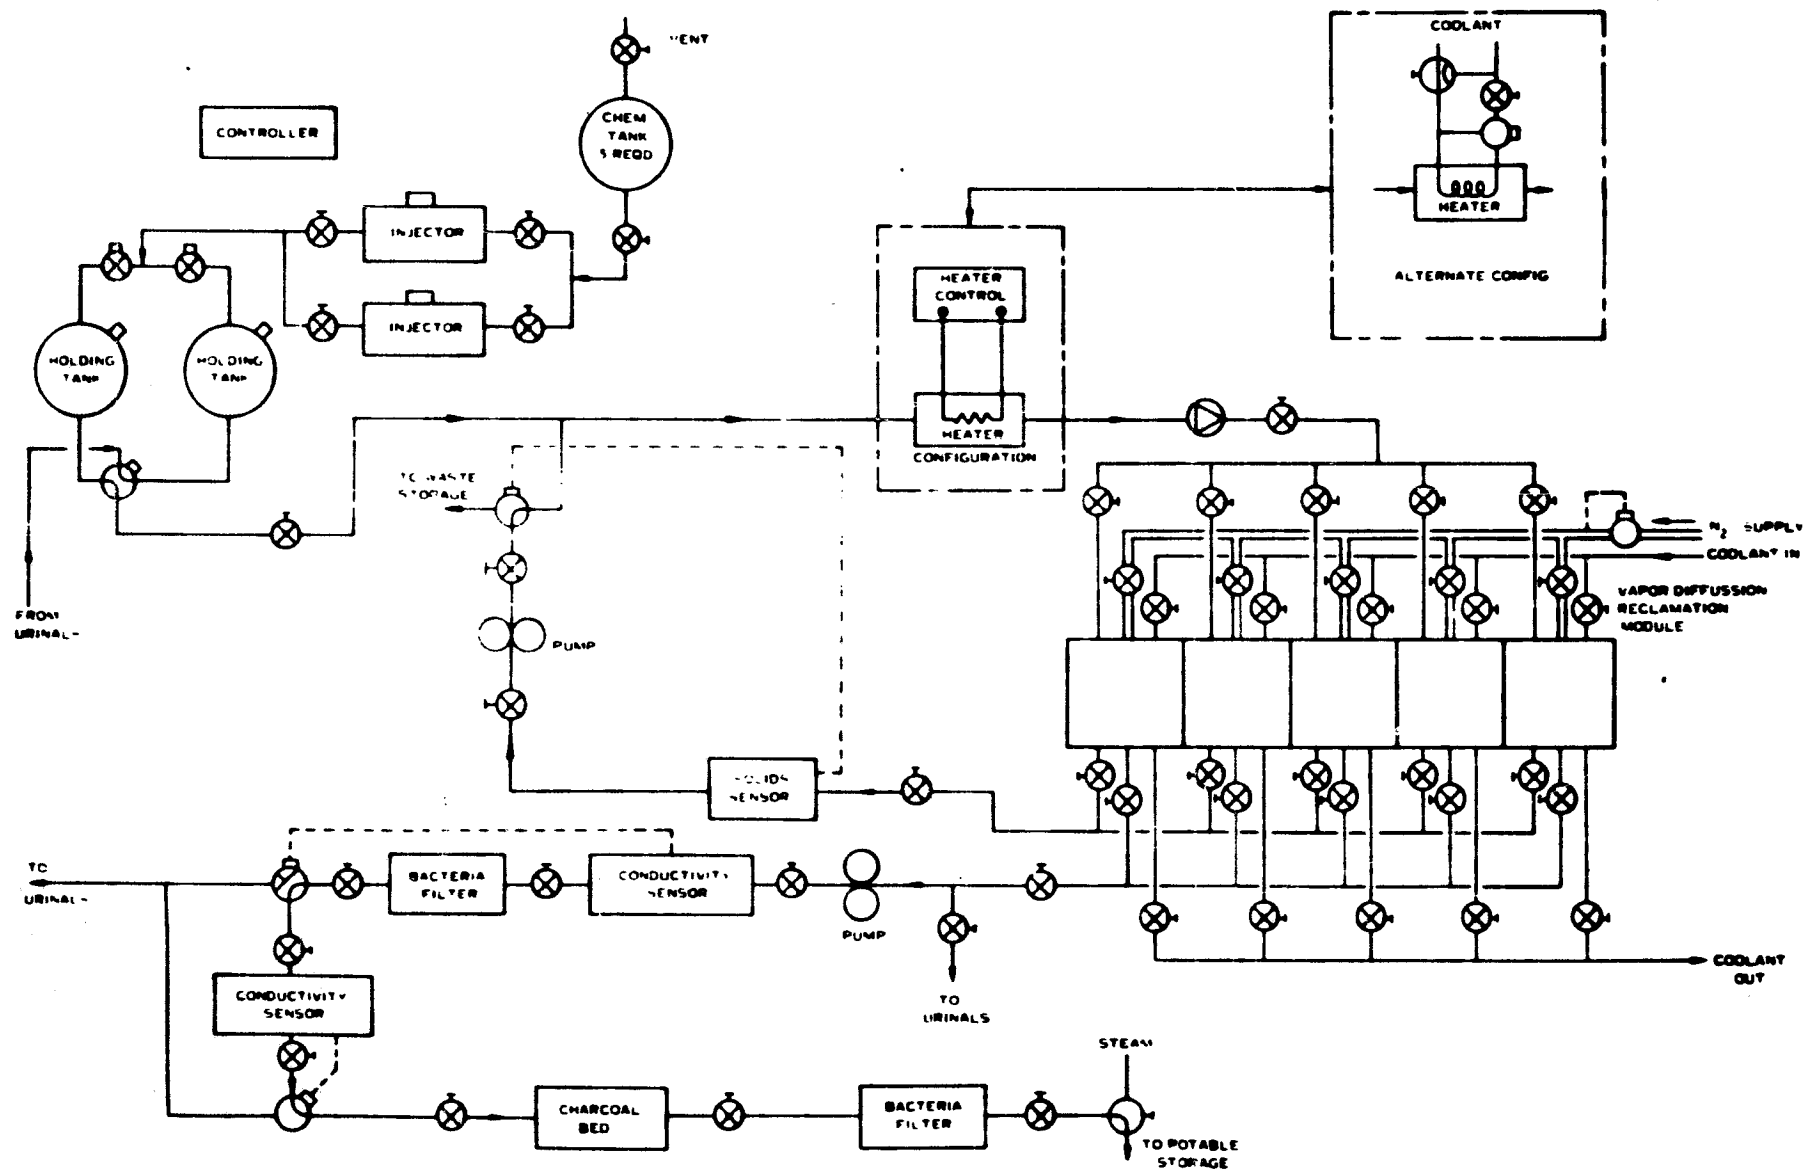 COOLANT
VENT
CHEM
TANK
5 REQD
CONTROLLER
HEATER
INJECTOR
ALTERNATE CONFIG
HEATER
CONTROL
INJECTOR
HOLDING
TANK
HOLDING
TANK
HEATER
CONFIGURATION
TO WASTE
STORAGE
N2 SUPPLY
COOLANT IN
VAPOR DIFFUSSION
RECLAMATION
MODULE
FROM
URINAL
PUMP
SOLIDS
SENSOR
TO
URINAL
BACTERIA
FILTER
CONDUCTIVITY
SENSOR
PUMP
COOLANT
OUT
CONDUCTIVITY
SENSOR
TO
URINALS
STEAM
CHARCOAL
BED
BACTERIA
FILTER
TO POTABLE
STORAGE